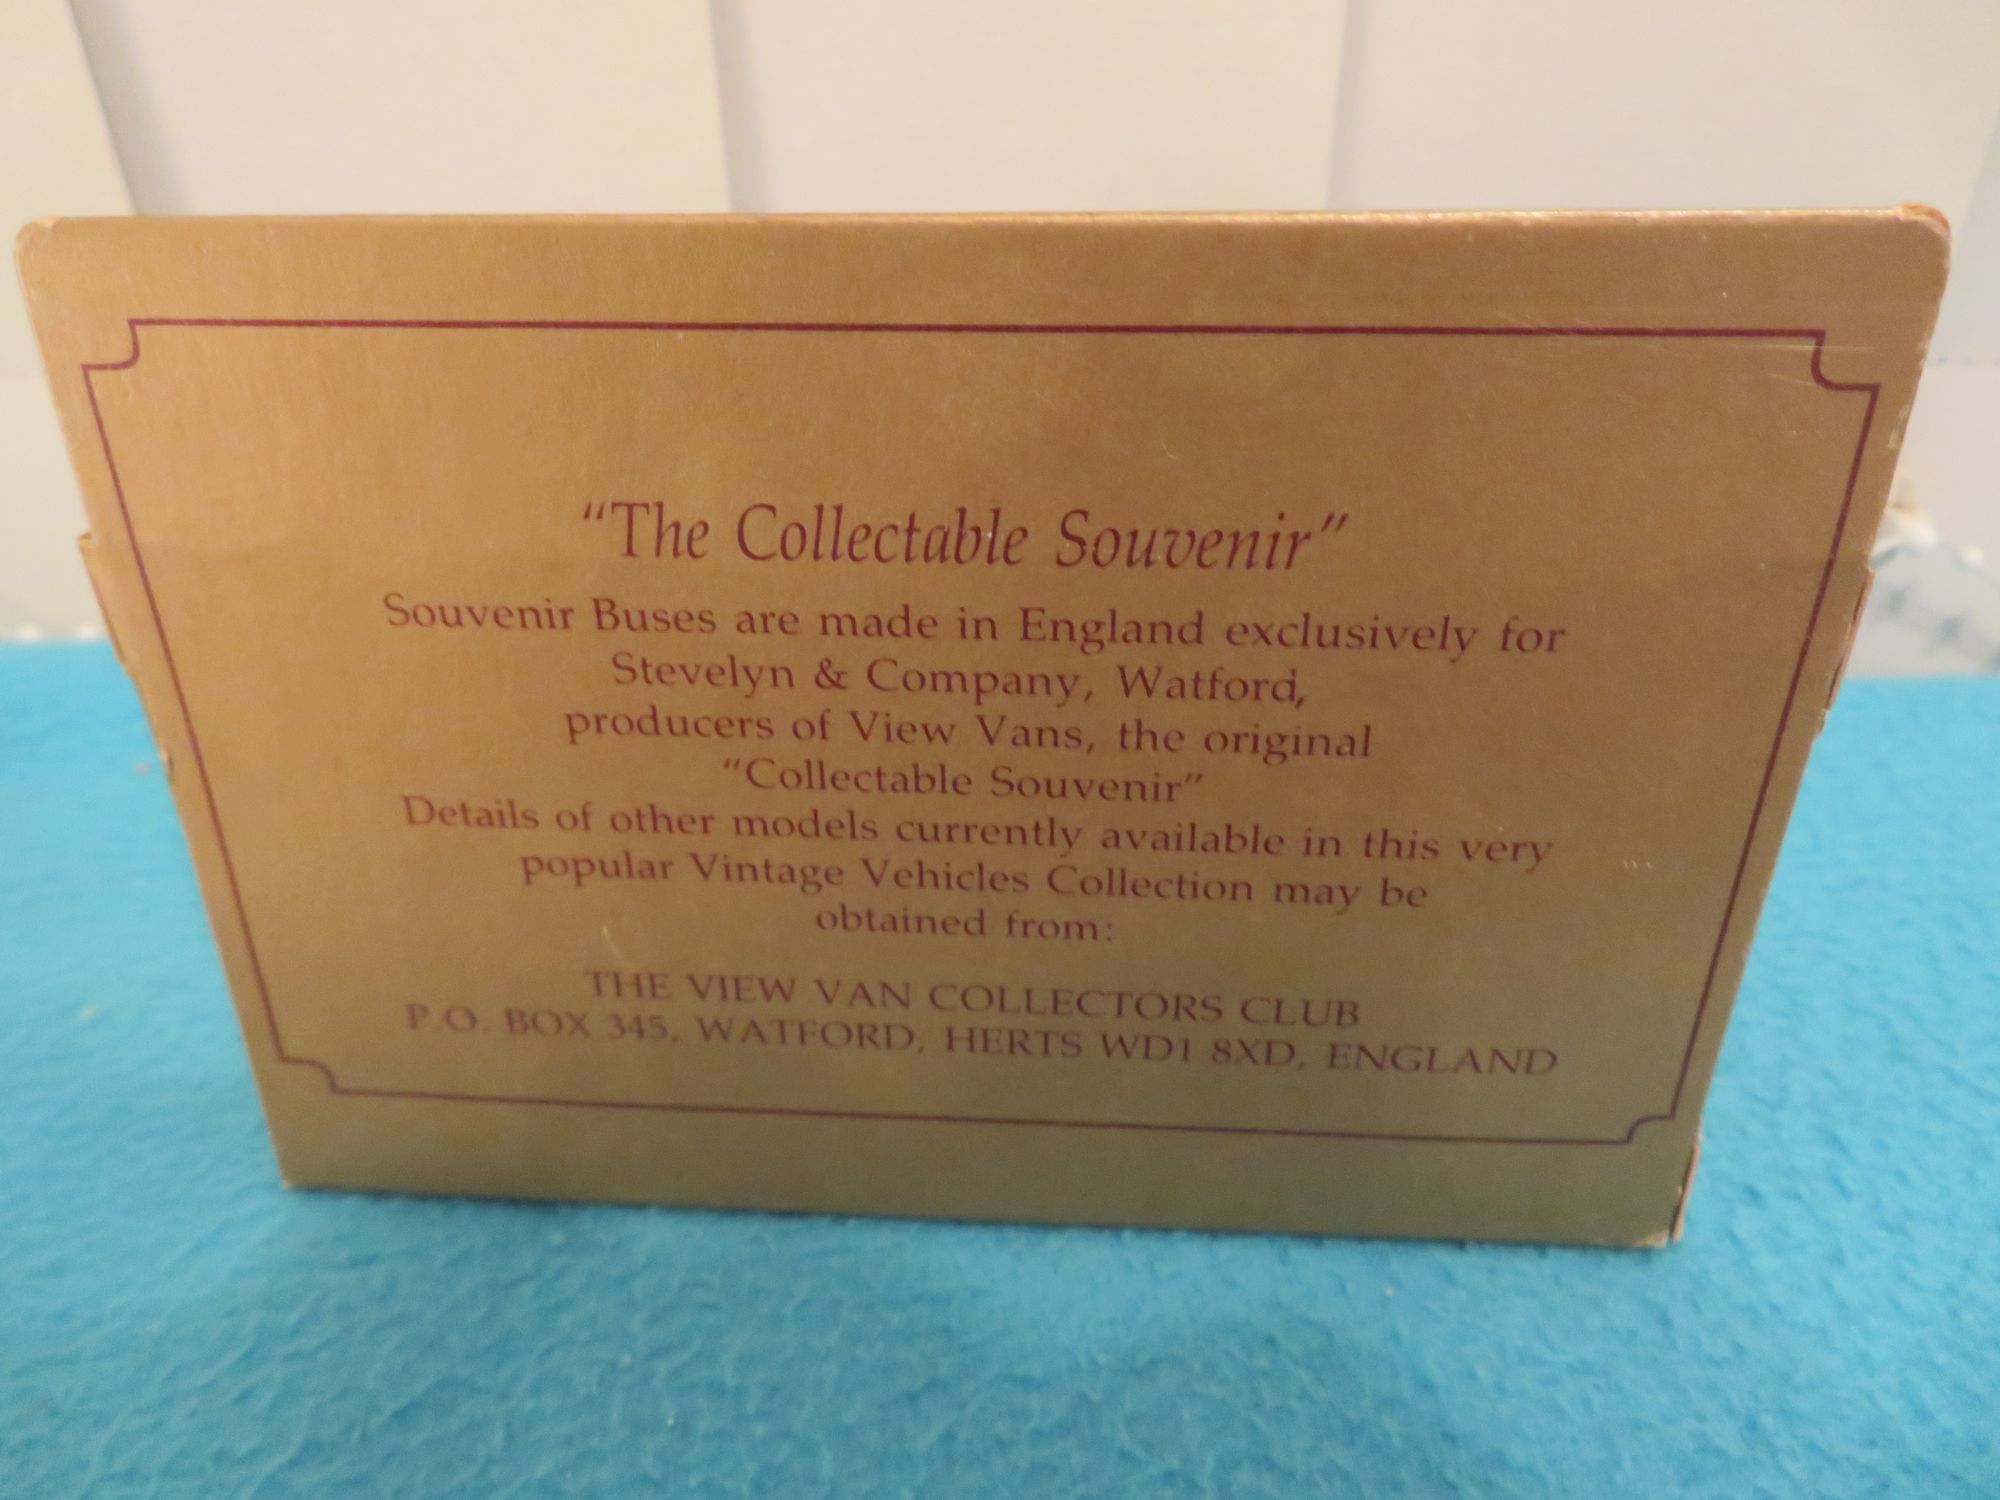 “The Collectable Souvenir”
Souvenir Buses are made in England exclusively for
Stevelyn & Company, Watford,
producers of View Vans, the original
“Collectable Souvenir”
Details of other models currently available in this very
popular Vintage Vehicles Collection may be
obtained from:
THE VIEW VAN COLLECTORS CLUB
P.O. BOX 345, WATFORD, HERTS WD1 8XD, ENGLAND